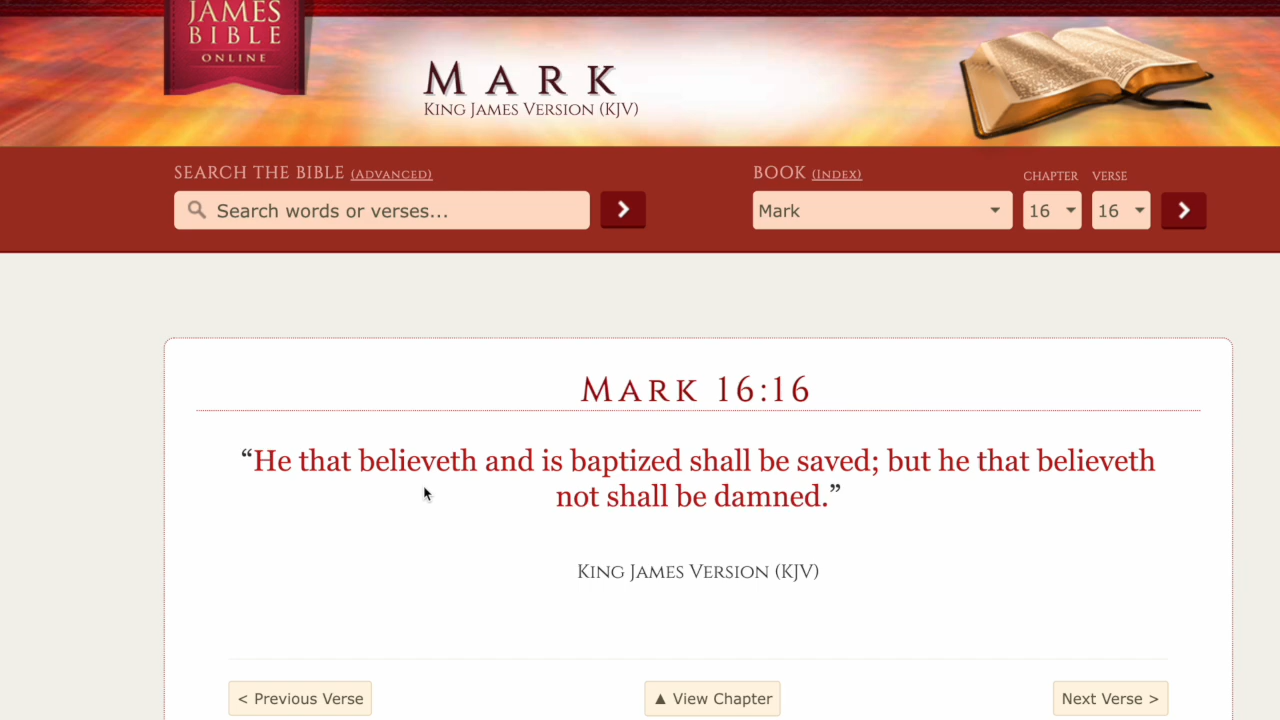 JAMES
BIBLE
ONLINE
MARK
KING JAMES VERSION (KJV)
SEARCH THE BIBLE (ADVANCED)
BOOK (INDEX)
CHAPTER
VERSE
Search words or verses...
Mark
16
16
MARK 16:16
“He that believeth and is baptized shall be saved; but he that believeth
not shall be damned.”
KING JAMES VERSION (KJV)
< Previous Verse
▲ View Chapter
Next Verse >